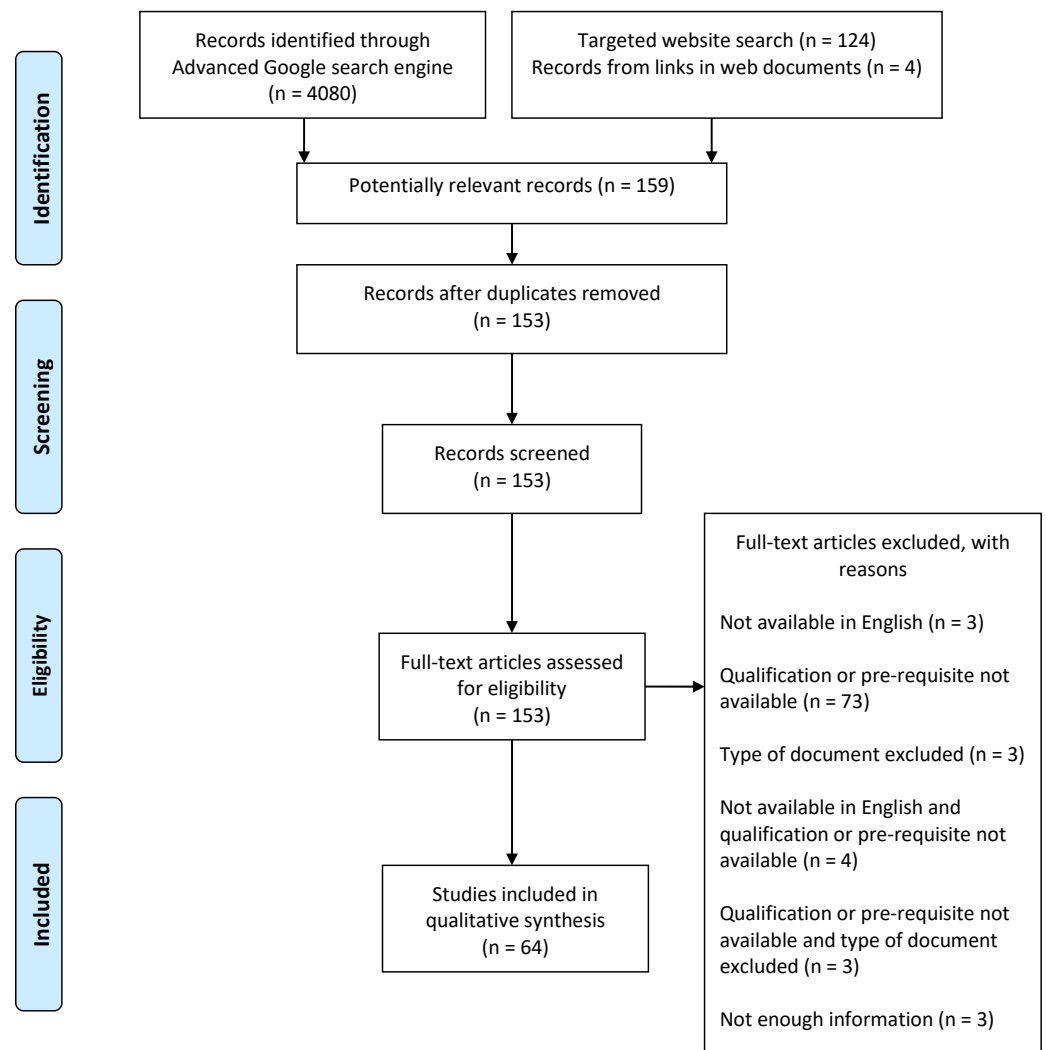 Identification
Records identified through
Advanced Google search engine
(n = 4080)
Targeted website search (n = 124)
Records from links in web documents (n = 4)
Potentially relevant records (n = 159)
Records after duplicates removed
(n = 153)
Screening
Records screened
(n = 153)
Eligibility
Full-text articles assessed
for eligibility
(n = 153)
Full-text articles excluded, with
reasons
Not available in English (n = 3)
Qualification or pre-requisite not
available (n = 73)
Type of document excluded (n = 3)
Not available in English and
qualification or pre-requisite not
available (n = 4)
Qualification or pre-requisite not
available and type of document
excluded (n = 3)
Not enough information (n = 3)
Included
Studies included in
qualitative synthesis
(n = 64)